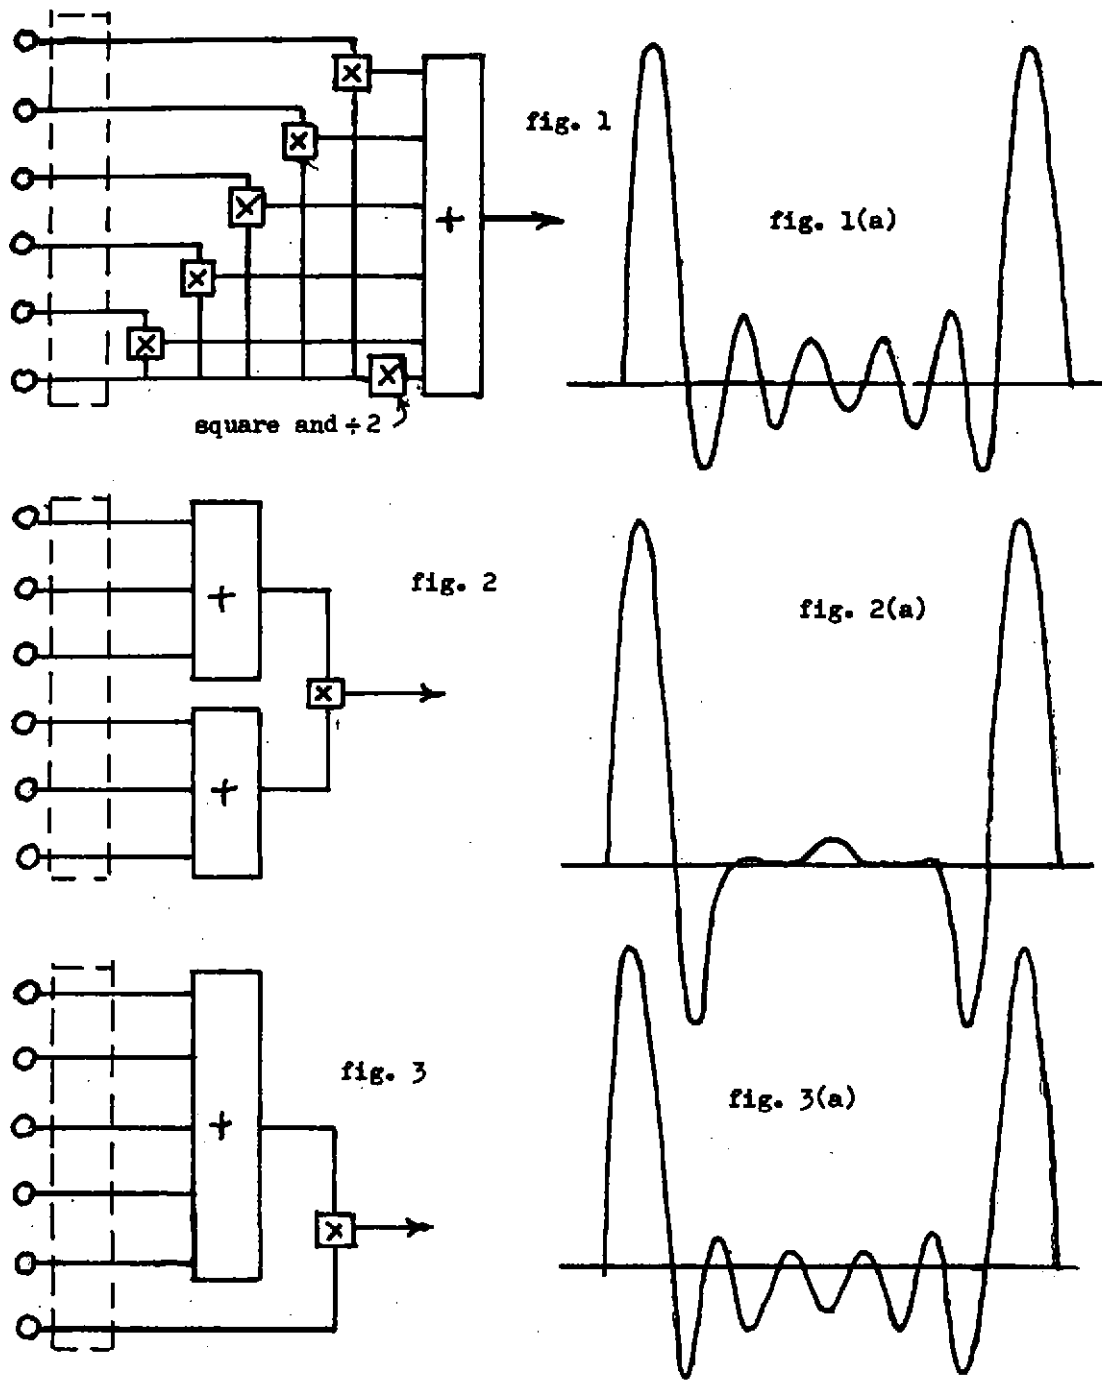 fig. 1
fig. 1(a)
×
×
×
×
×
×
+
square and ÷ 2
fig. 2
fig. 2(a)
+
×
+
fig. 3
fig. 3(a)
+
×